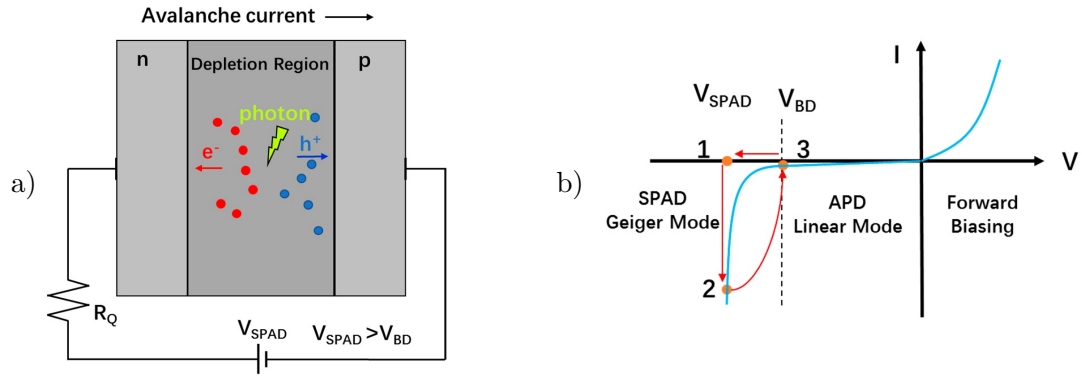 a)
Avalanche current
n
Depletion Region
p
photon
e⁻
h⁺
R_Q
V_SPAD
V_SPAD >V_BD
b)
I
V_SPAD
V_BD
1
3
V
SPAD
Geiger Mode
APD
Linear Mode
Forward
Biasing
2